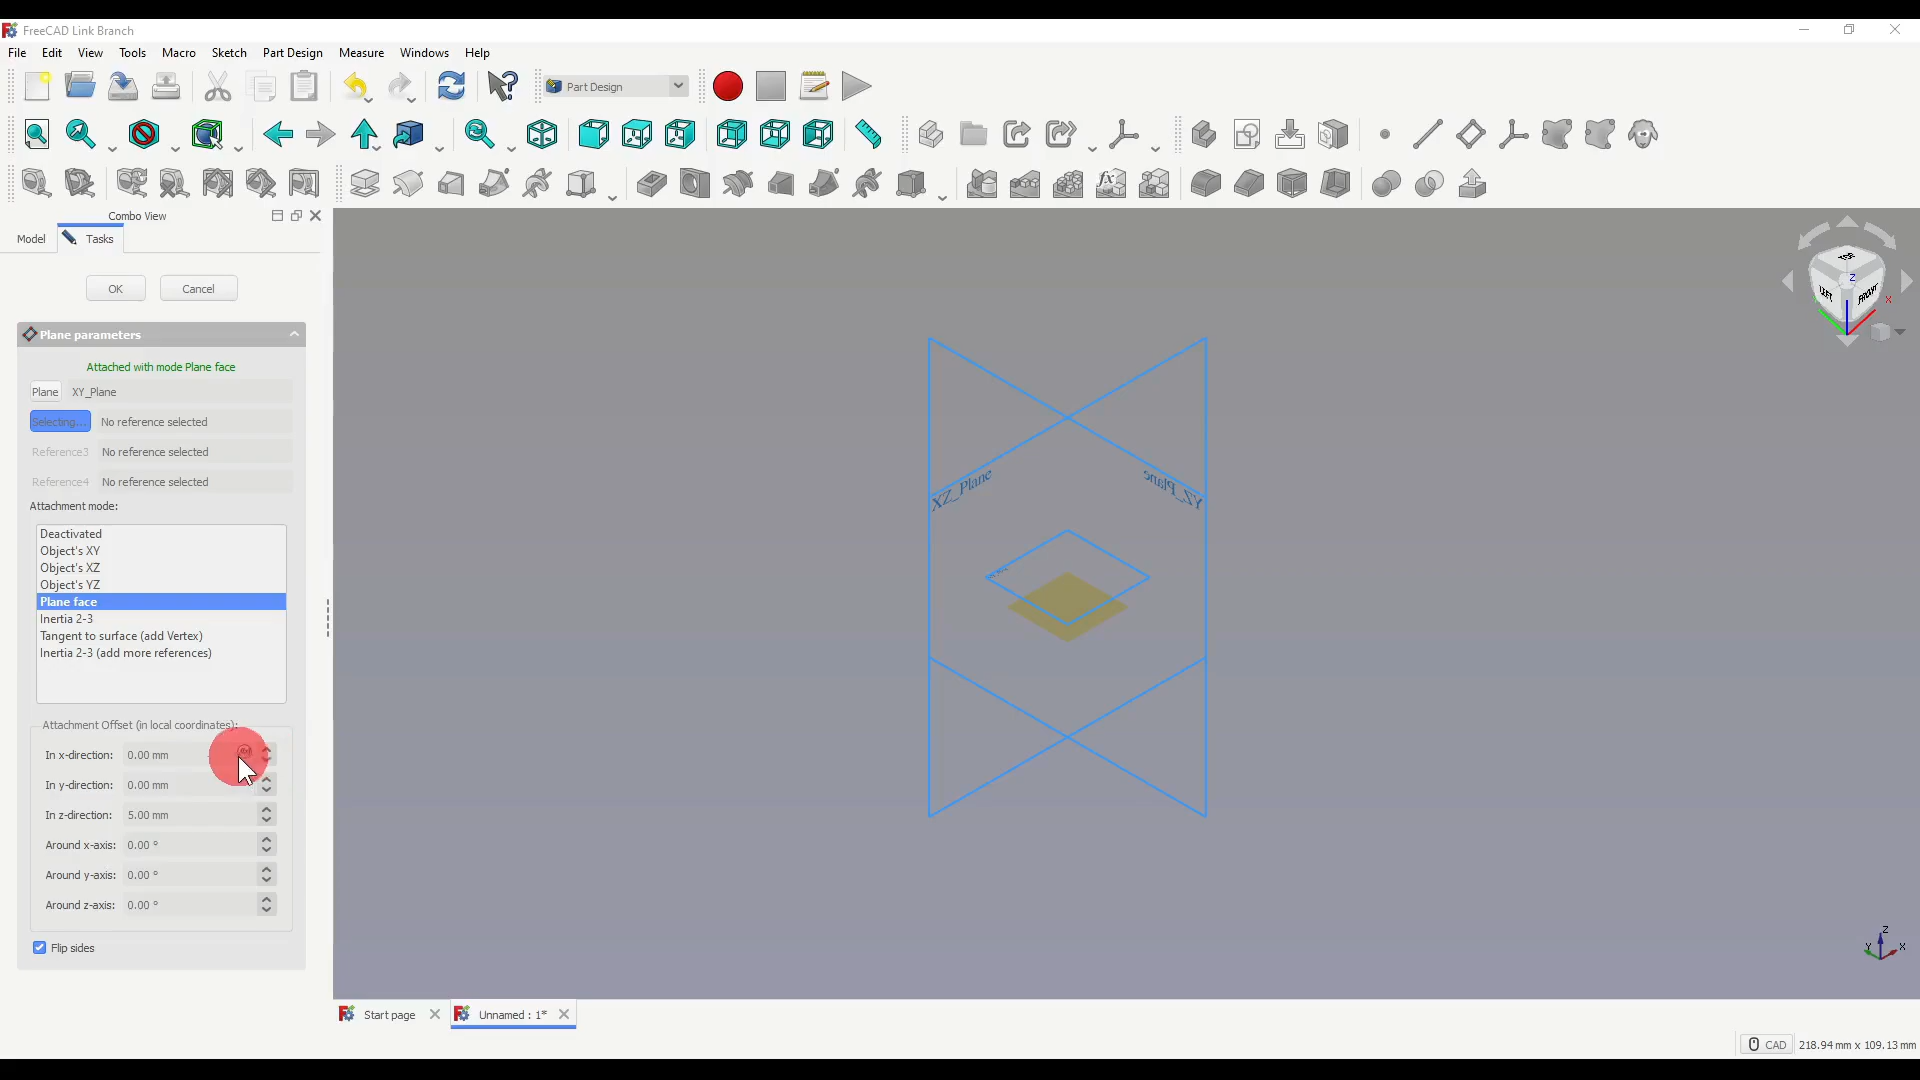 FreeCAD Link Branch
File Edit View Tools Macro Sketch Part Design Measure Windows Help
Part Design
Combo View
Model Tasks
OK Cancel
Plane parameters
Attached with mode Plane face
Plane XY_Plane
Selecting... No reference selected
Reference3 No reference selected
Reference4 No reference selected
Attachment mode:
Deactivated
Object's XY
Object's XZ
Object's YZ
Plane face
Inertia 2-3
Tangent to surface (add Vertex)
Inertia 2-3 (add more references)
Attachment Offset (in local coordinates):
In x-direction: 0.00 mm
In y-direction: 0.00 mm
In z-direction: 5.00 mm
Around x-axis: 0.00 °
Around y-axis: 0.00 °
Around z-axis: 0.00 °
Flip sides
XZ_Plane
YZ_Plane
TOP
LEFT
FRONT
Z
X
Z
Y
X
Start page
Unnamed : 1*
CAD 218.94 mm x 109.13 mm